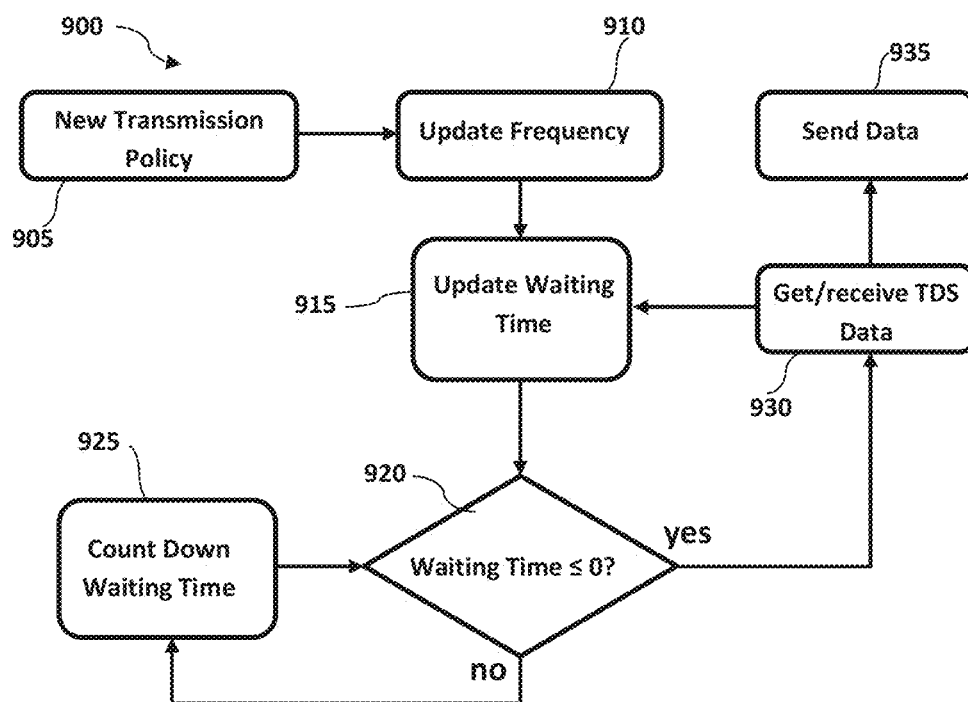 900
910
935
New Transmission
Policy
Update Frequency
Send Data
905
915
Update Waiting
Time
Get/receive TDS
Data
930
925
920
Count Down
Waiting Time
Waiting Time ≤ 0?
yes
no